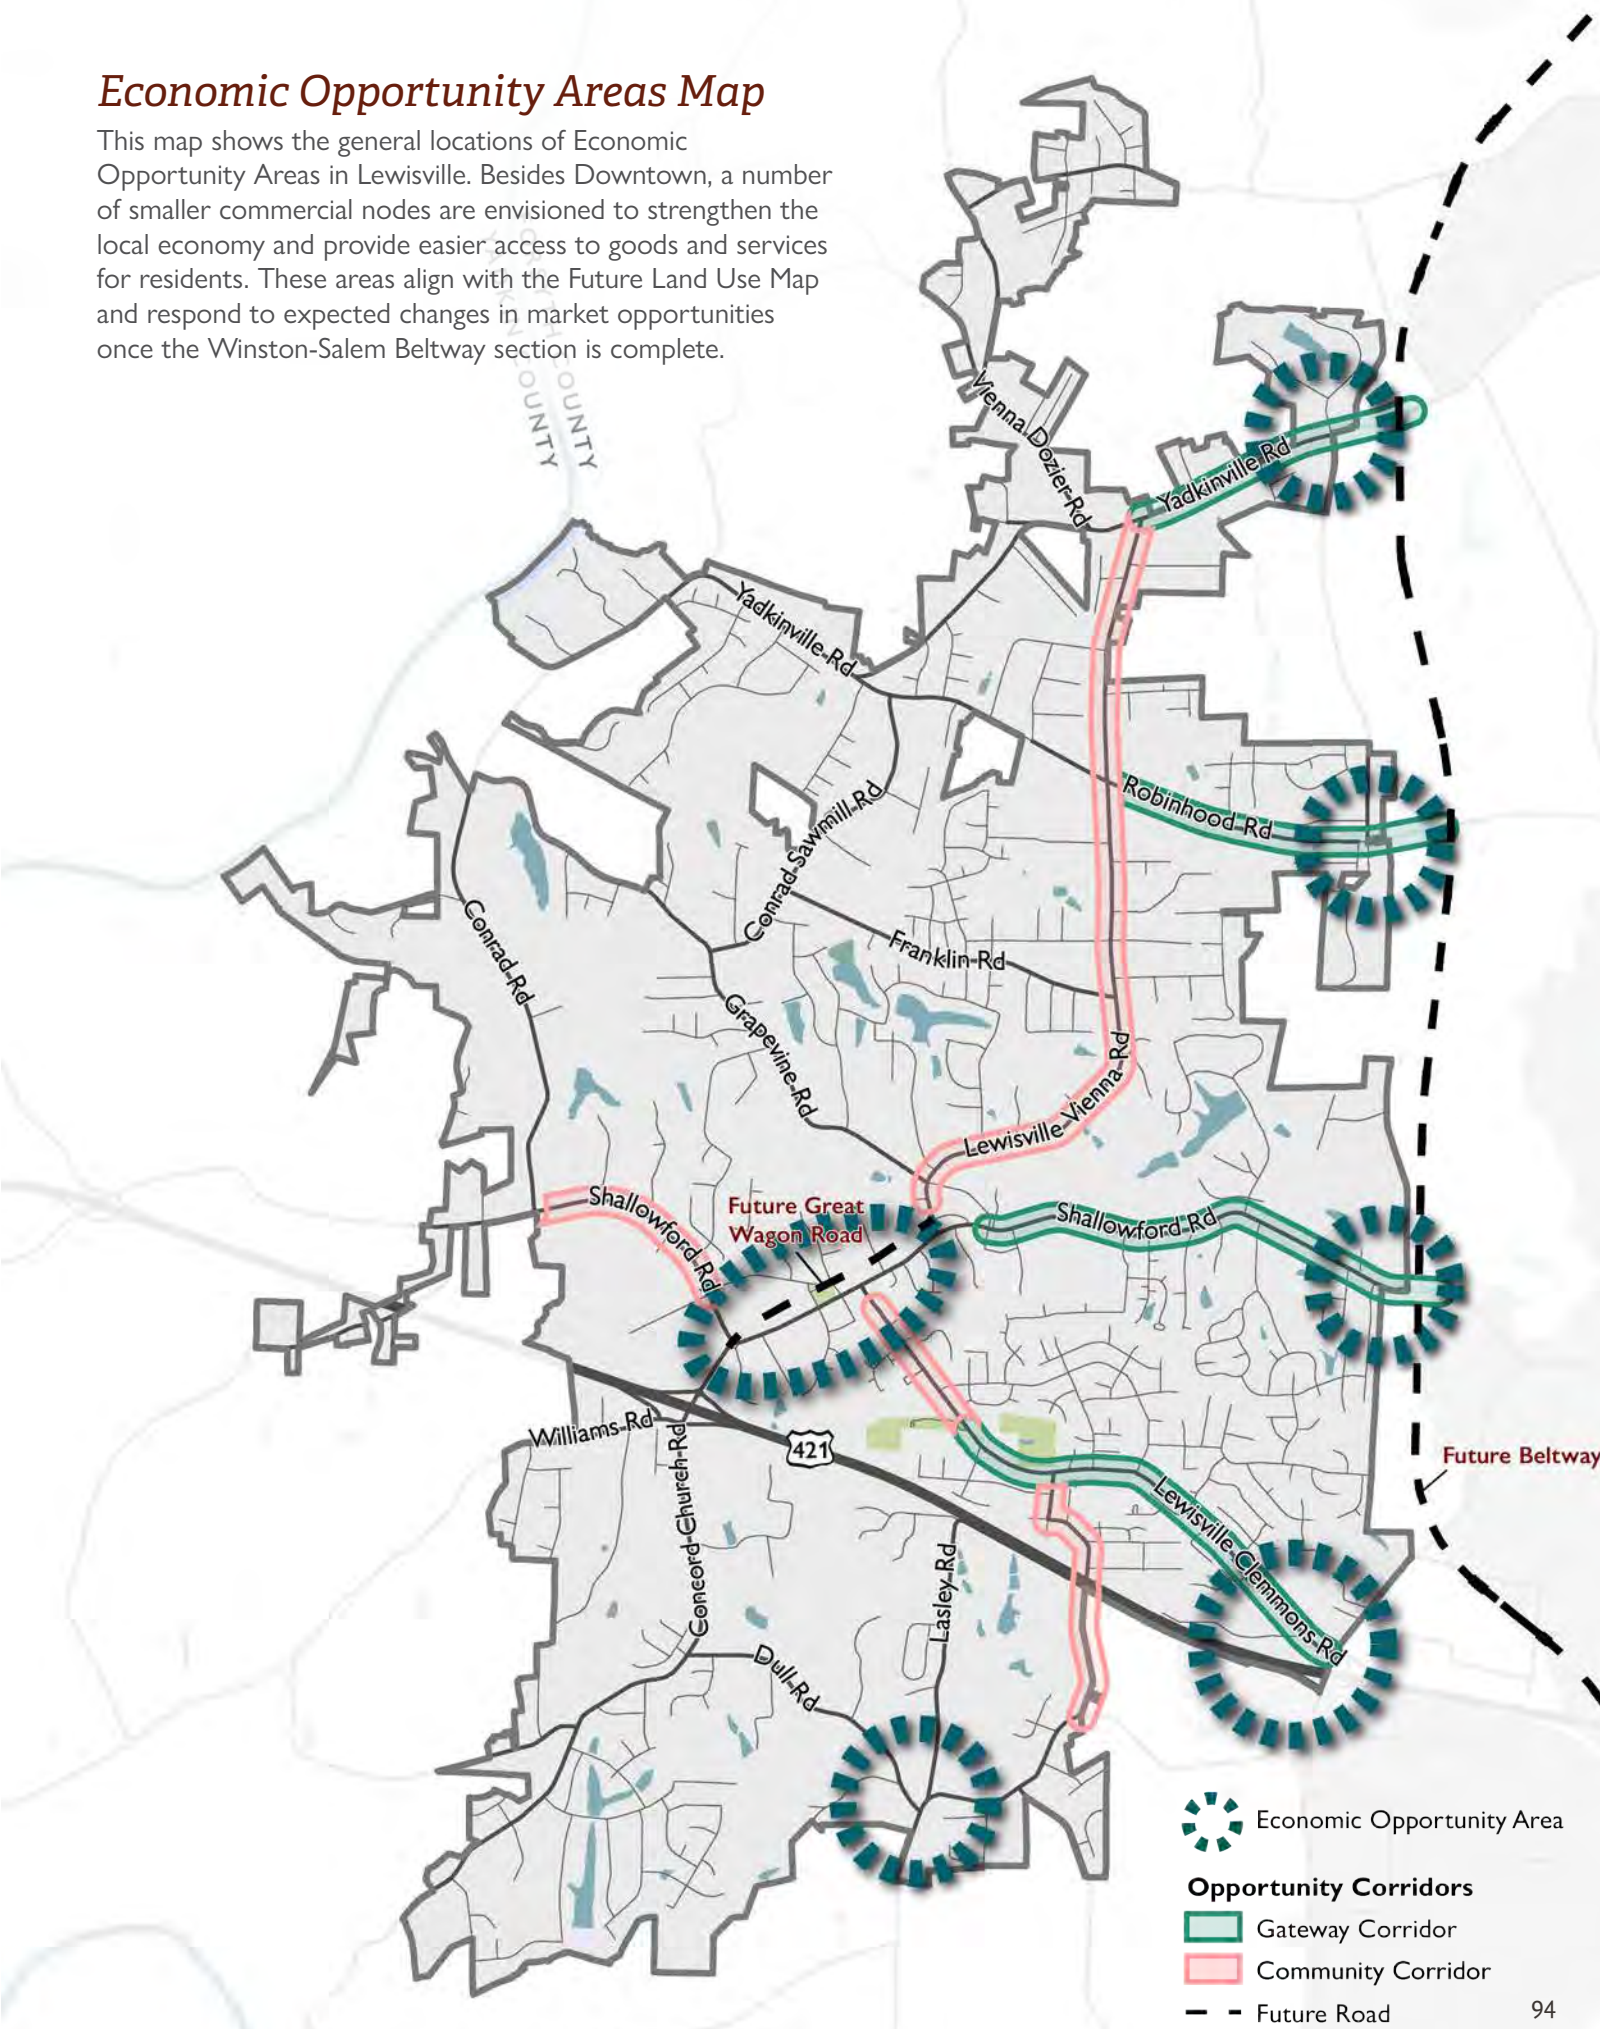 Economic Opportunity Areas Map
This map shows the general locations of Economic
Opportunity Areas in Lewisville. Besides Downtown, a number
of smaller commercial nodes are envisioned to strengthen the
local economy and provide easier access to goods and services
for residents. These areas align with the Future Land Use Map
and respond to expected changes in market opportunities
once the Winston-Salem Beltway section is complete.
COUNTY
COUNTY
Vienna Dozier Rd
Yadkinville Rd
Yadkinville Rd
Robinhood Rd
Conrad Sawmill Rd
Conrad Rd
Franklin Rd
Grapevine Rd
Lewisville Vienna Rd
Shallowford Rd
Future Great
Wagon Road
Shallowford Rd
Williams Rd
421
Future Beltway
Concord Church Rd
Lewisville Clemmons Rd
Lasley Rd
Dull Rd
Economic Opportunity Area
Opportunity Corridors
Gateway Corridor
Community Corridor
Future Road
94